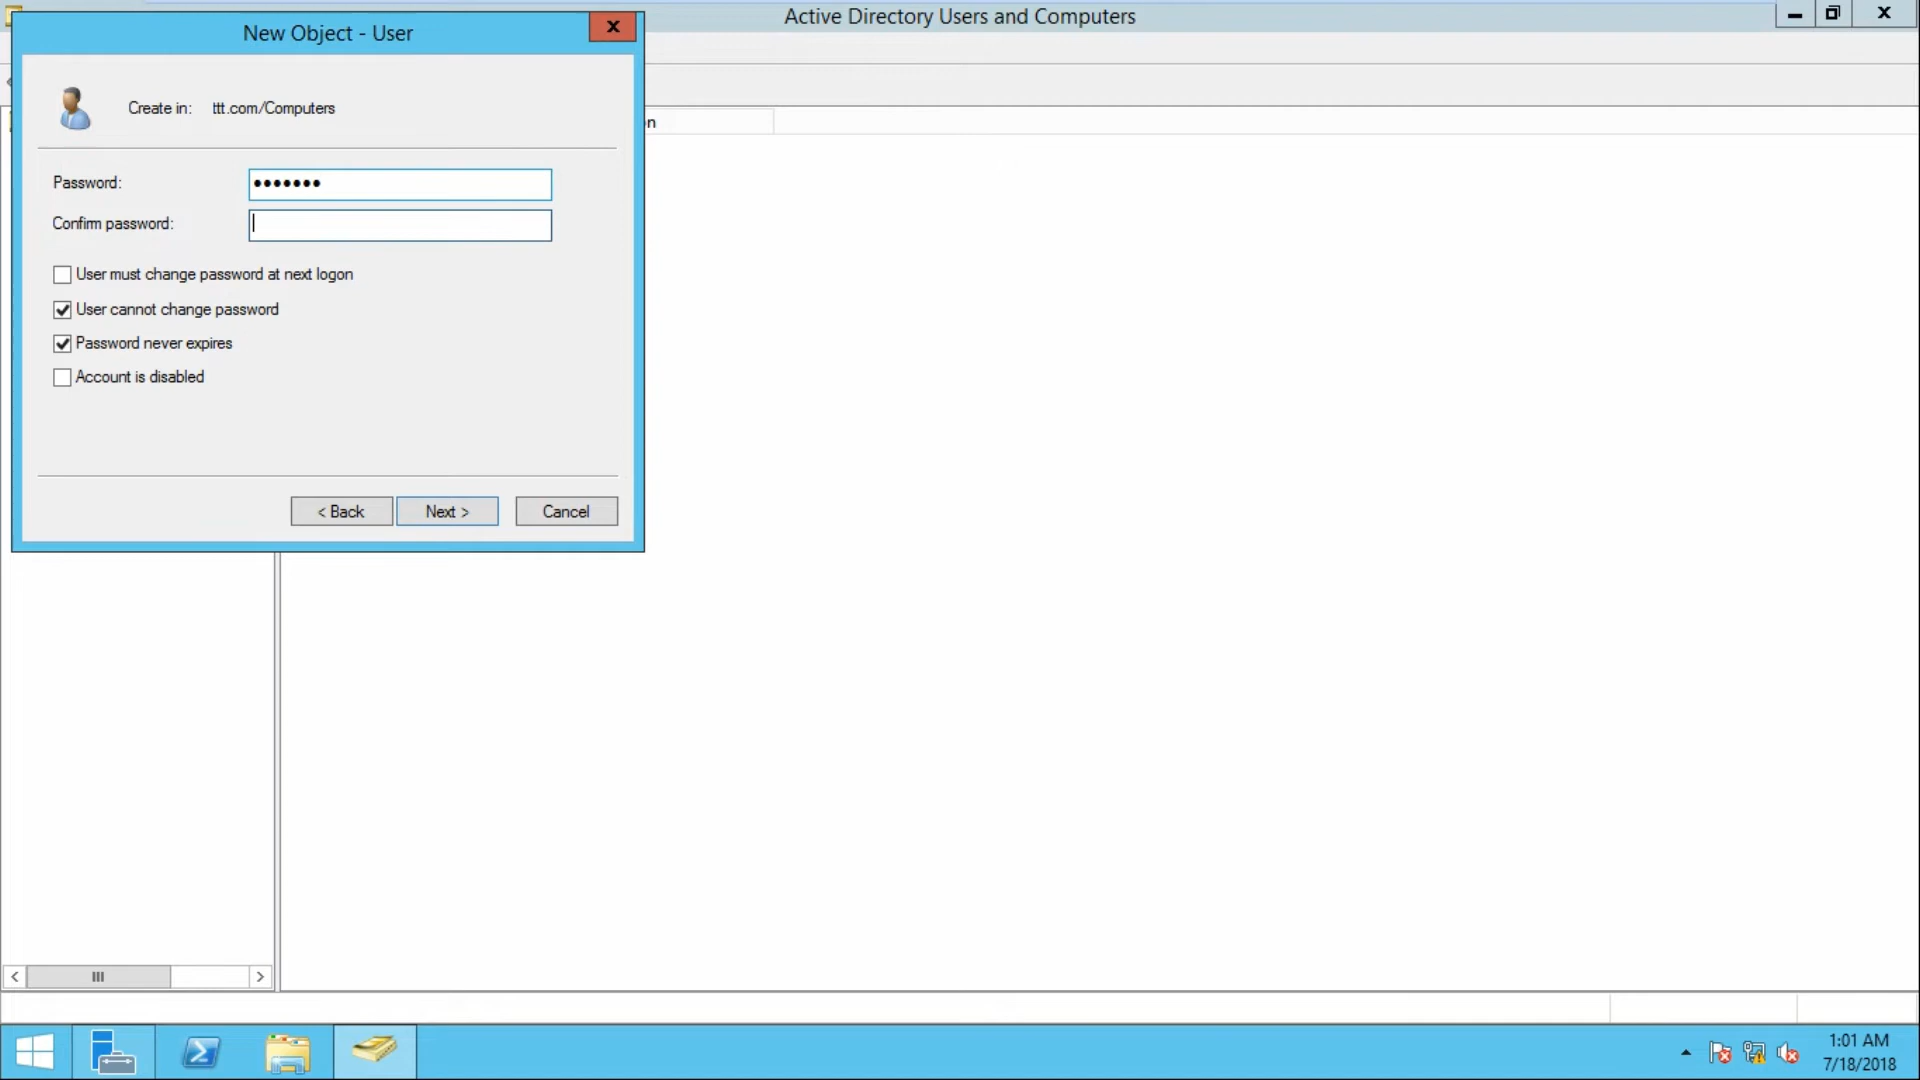 Active Directory Users and Computers
New Object - User
Create in: ttt.com/Computers
Password:
Confirm password:
User must change password at next logon
User cannot change password
Password never expires
Account is disabled
< Back
Next >
Cancel
1:01 AM
7/18/2018